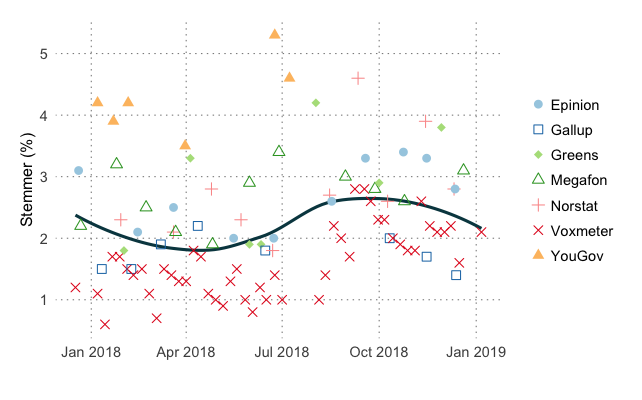 5
4
3
2
1
Stemmer (%)
Jan 2018
Apr 2018
Jul 2018
Oct 2018
Jan 2019
Epinion
Gallup
Greens
Megafon
Norstat
Voxmeter
YouGov